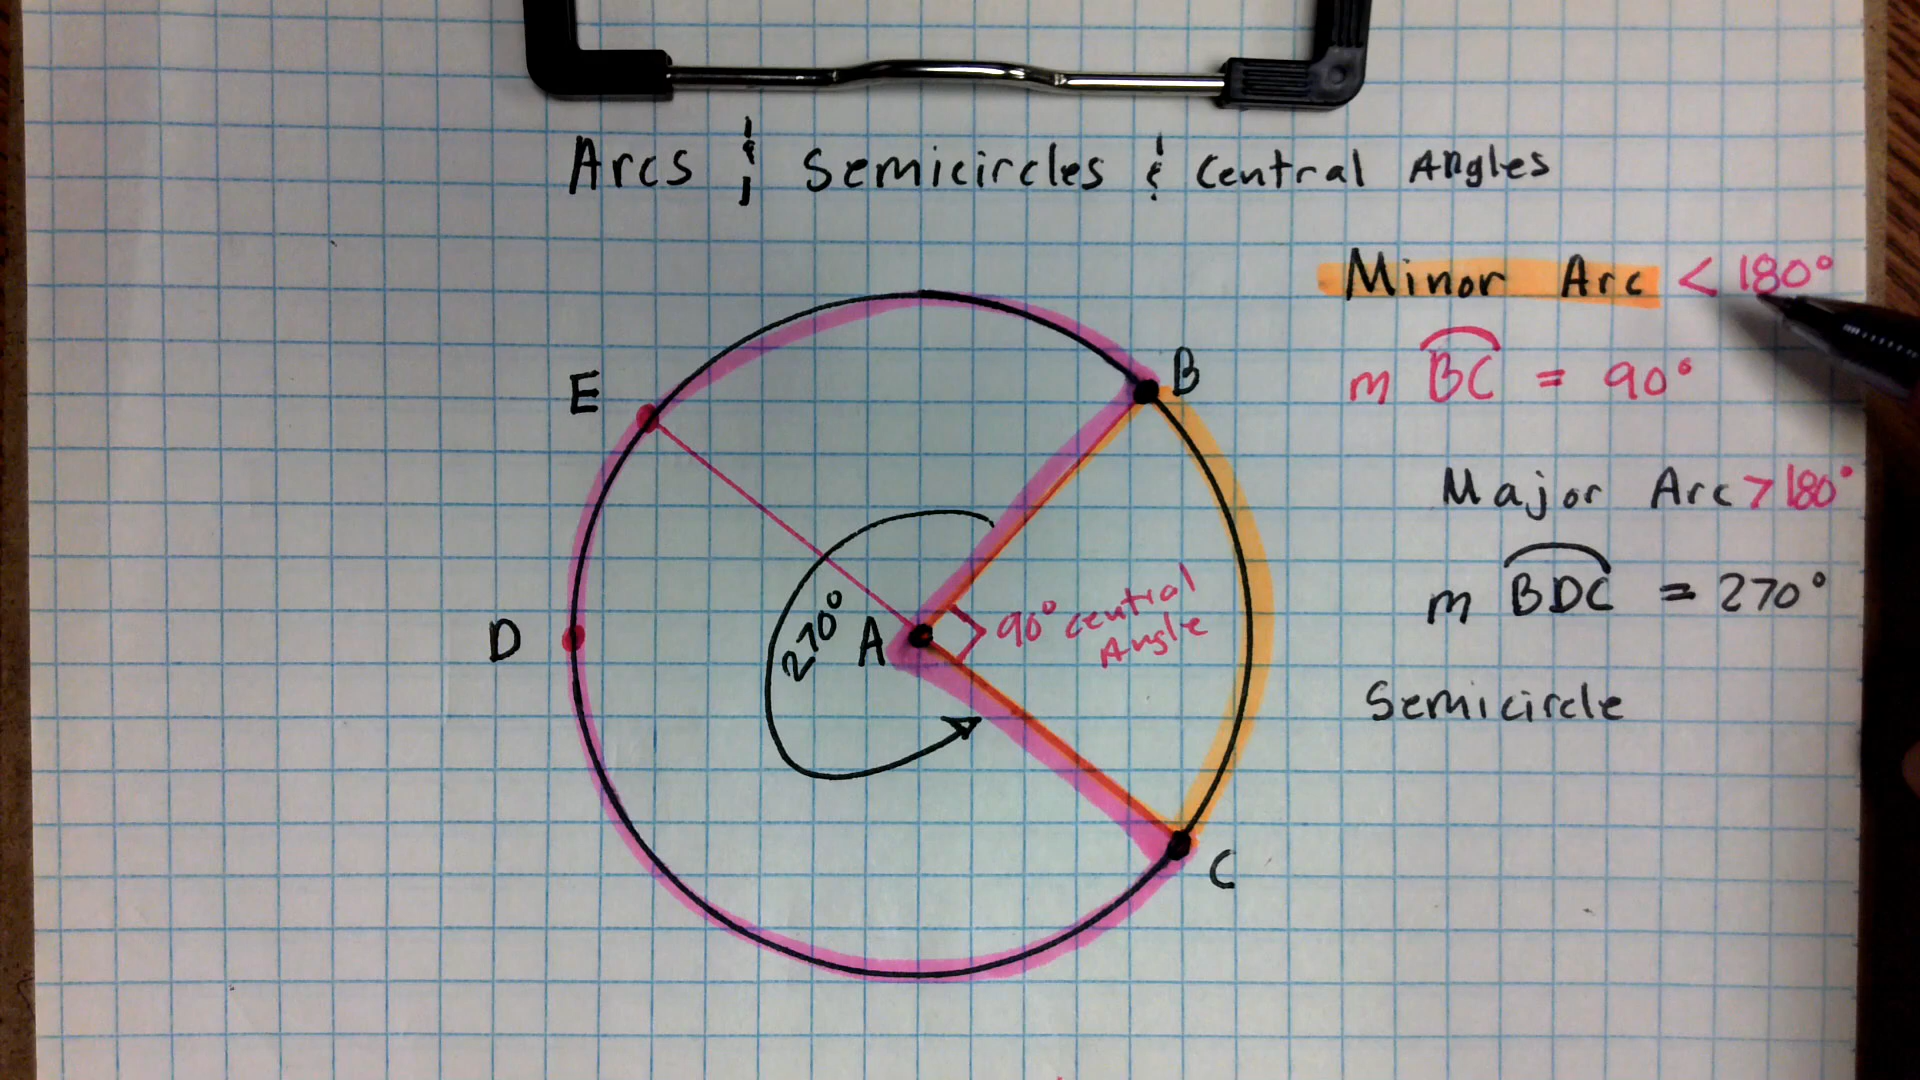 Arcs & Semicircles & Central Angles
Minor Arc < 180°
m BC = 90°
Major Arc > 180°
m BDC = 270°
Semicircle
E
B
D
A
C
270°
90° central
Angle